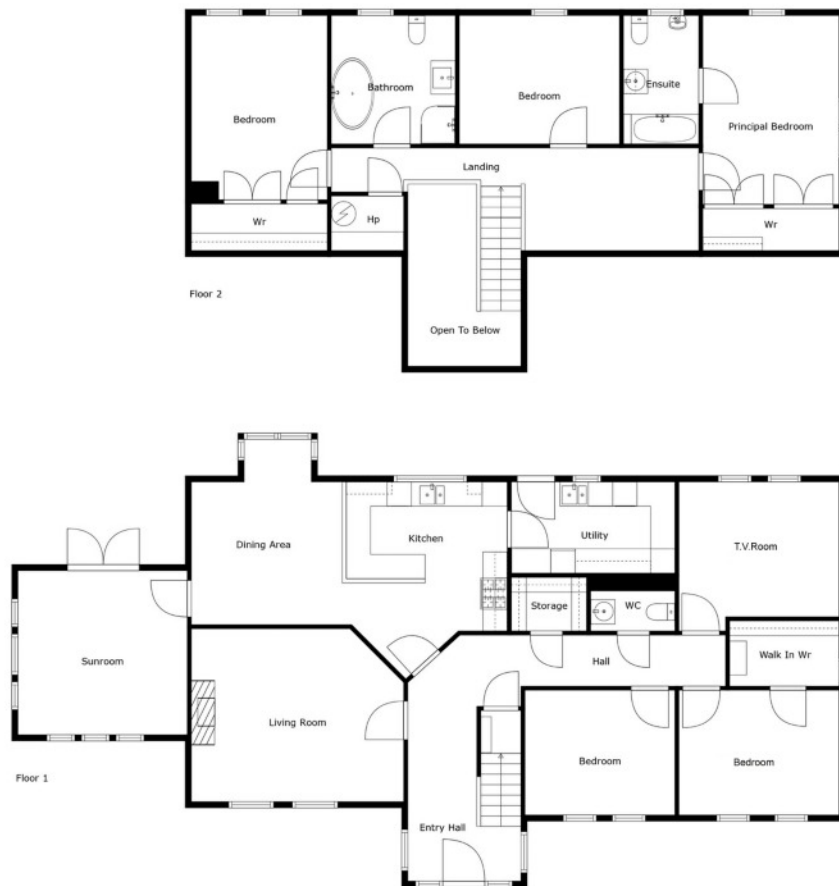 Bedroom
Bathroom
Bedroom
Ensuite
Principal Bedroom
Landing
Wr
Hp
Wr
Floor 2
Open To Below
Dining Area
Kitchen
Utility
T.V.Room
Storage
WC
Sunroom
Hall
Walk In Wr
Living Room
Bedroom
Bedroom
Floor 1
Entry Hall